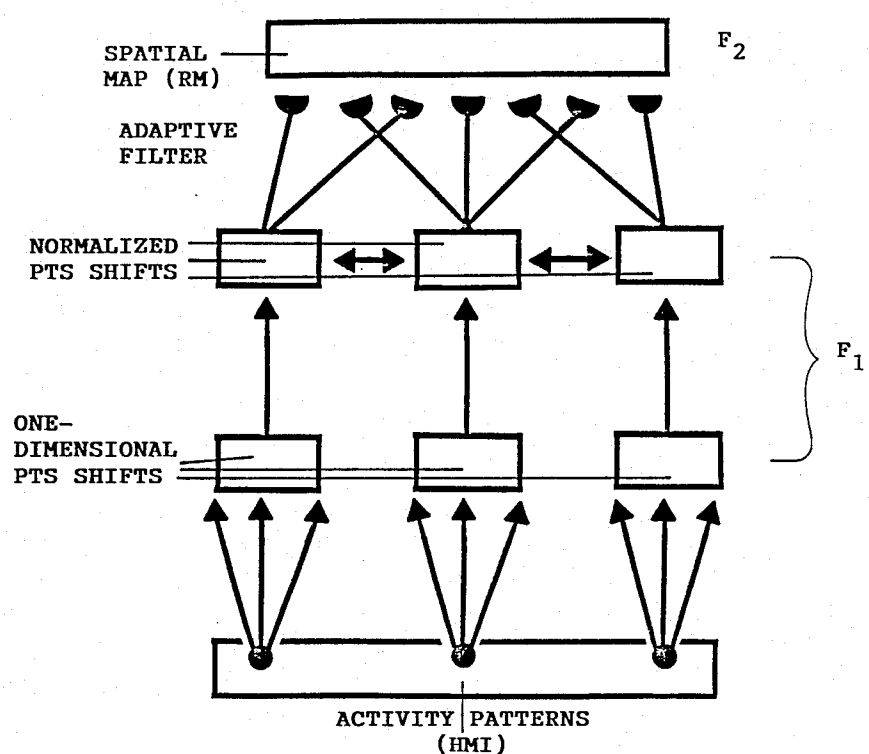 SPATIAL
MAP (RM)
F2
ADAPTIVE
FILTER
NORMALIZED
PTS SHIFTS
F1
ONE-
DIMENSIONAL
PTS SHIFTS
ACTIVITY PATTERNS
(HMI)